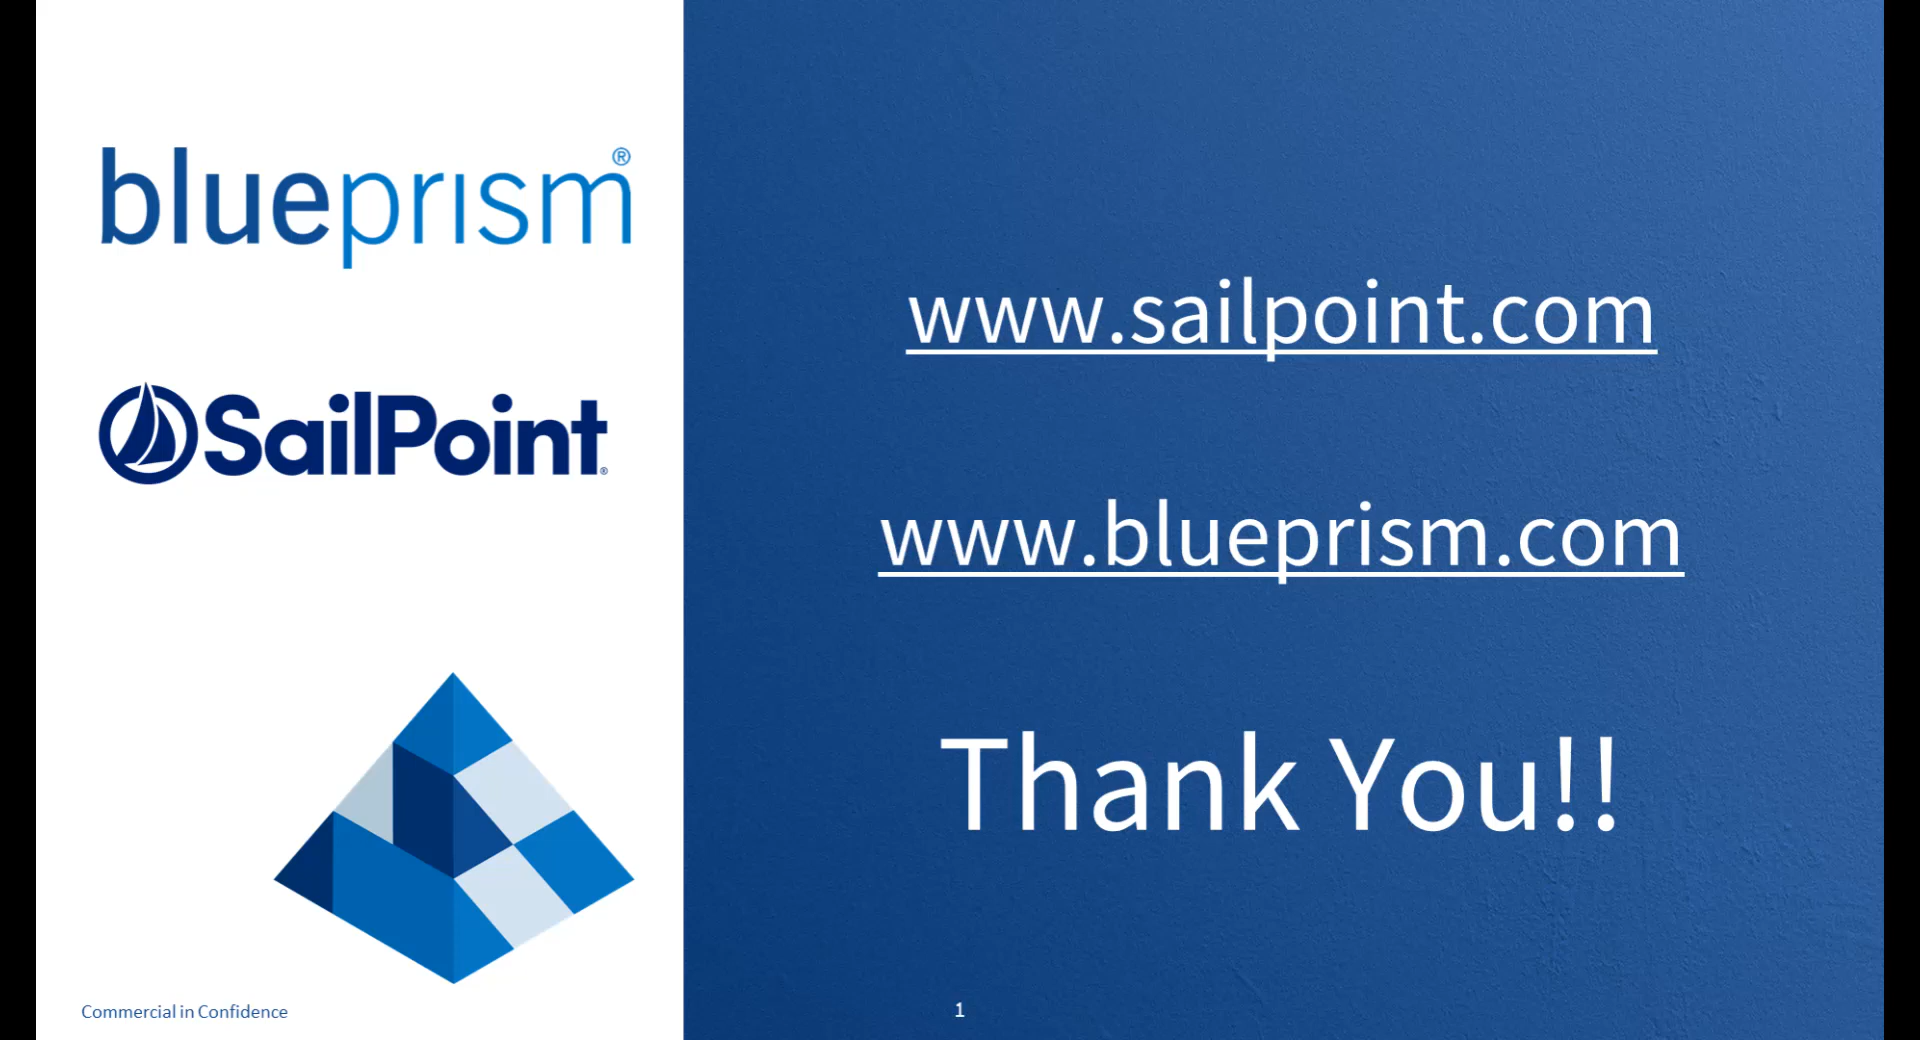 blueprism®
SailPoint®
www.sailpoint.com
www.blueprism.com
Thank You!!
Commercial in Confidence
1